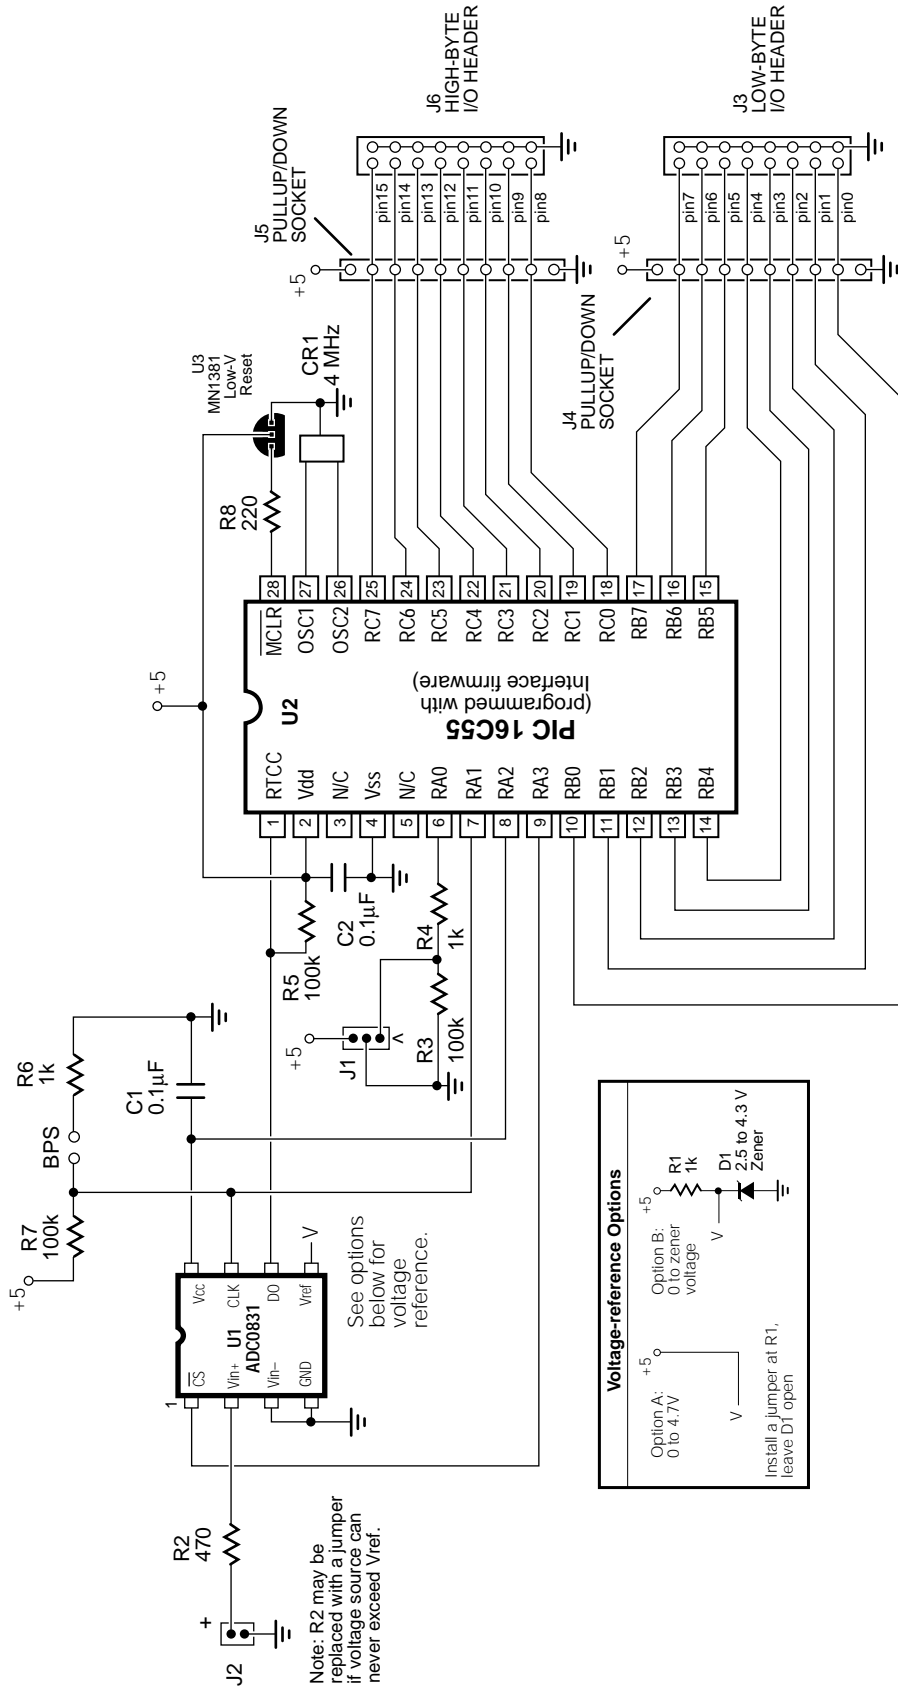 J6
HIGH-BYTE
I/O HEADER
J3
LOW-BYTE
I/O HEADER
J5
PULLUP/DOWN
SOCKET
+5
pin15
pin14
pin13
pin12
pin11
pin10
pin9
pin8
J4
PULLUP/DOWN
SOCKET
+5
pin7
pin6
pin5
pin4
pin3
pin2
pin1
pin0
U3
MN1381
Low-V
Reset
CR1
4 MHz
R8
220
+5
28
27
26
25
24
23
22
21
20
19
18
17
16
15
MCLR
OSC1
OSC2
RC7
RC6
RC5
RC4
RC3
RC2
RC1
RC0
RB7
RB6
RB5
U2
PIC 16C55
(programmed with
Interface firmware)
RTCC
Vdd
N/C
Vss
N/C
RA0
RA1
RA2
RA3
RB0
RB1
RB2
RB3
RB4
1
2
3
4
5
6
7
8
9
10
11
12
13
14
R5
100k
C2
0.1µF
R4
1k
R3
100k
+5
J1
V
R6
1k
BPS
R7
100k
+5
C1
0.1µF
Vcc
CLK
DO
Vref
V
U1
ADC0831
1
CS
Vin+
Vin–
GND
See options
below for
voltage
reference.
R2
470
+
J2
Note: R2 may be
replaced with a jumper
if voltage source can
never exceed Vref.
Voltage-reference Options
Option A:
0 to 4.7V
+5
V
Install a jumper at R1,
leave D1 open
Option B:
0 to zener
voltage
+5
R1
1k
V
D1
2.5 to 4.3 V
Zener